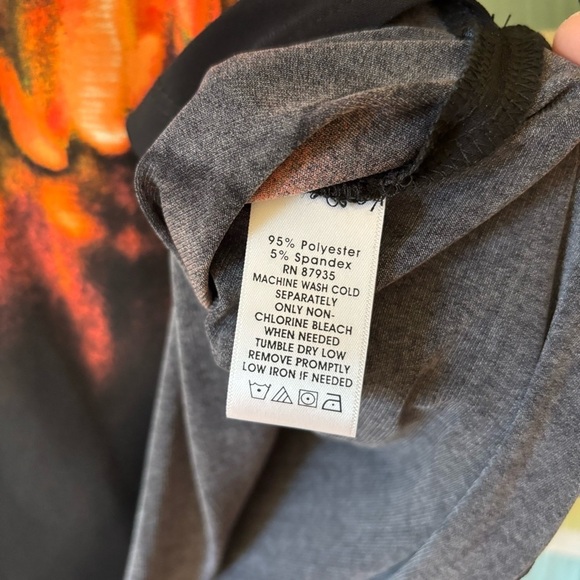 95% Polyester
5% Spandex
RN 87935
MACHINE WASH COLD
SEPARATELY
ONLY NON-
CHLORINE BLEACH
WHEN NEEDED
TUMBLE DRY LOW
REMOVE PROMPTLY
LOW IRON IF NEEDED